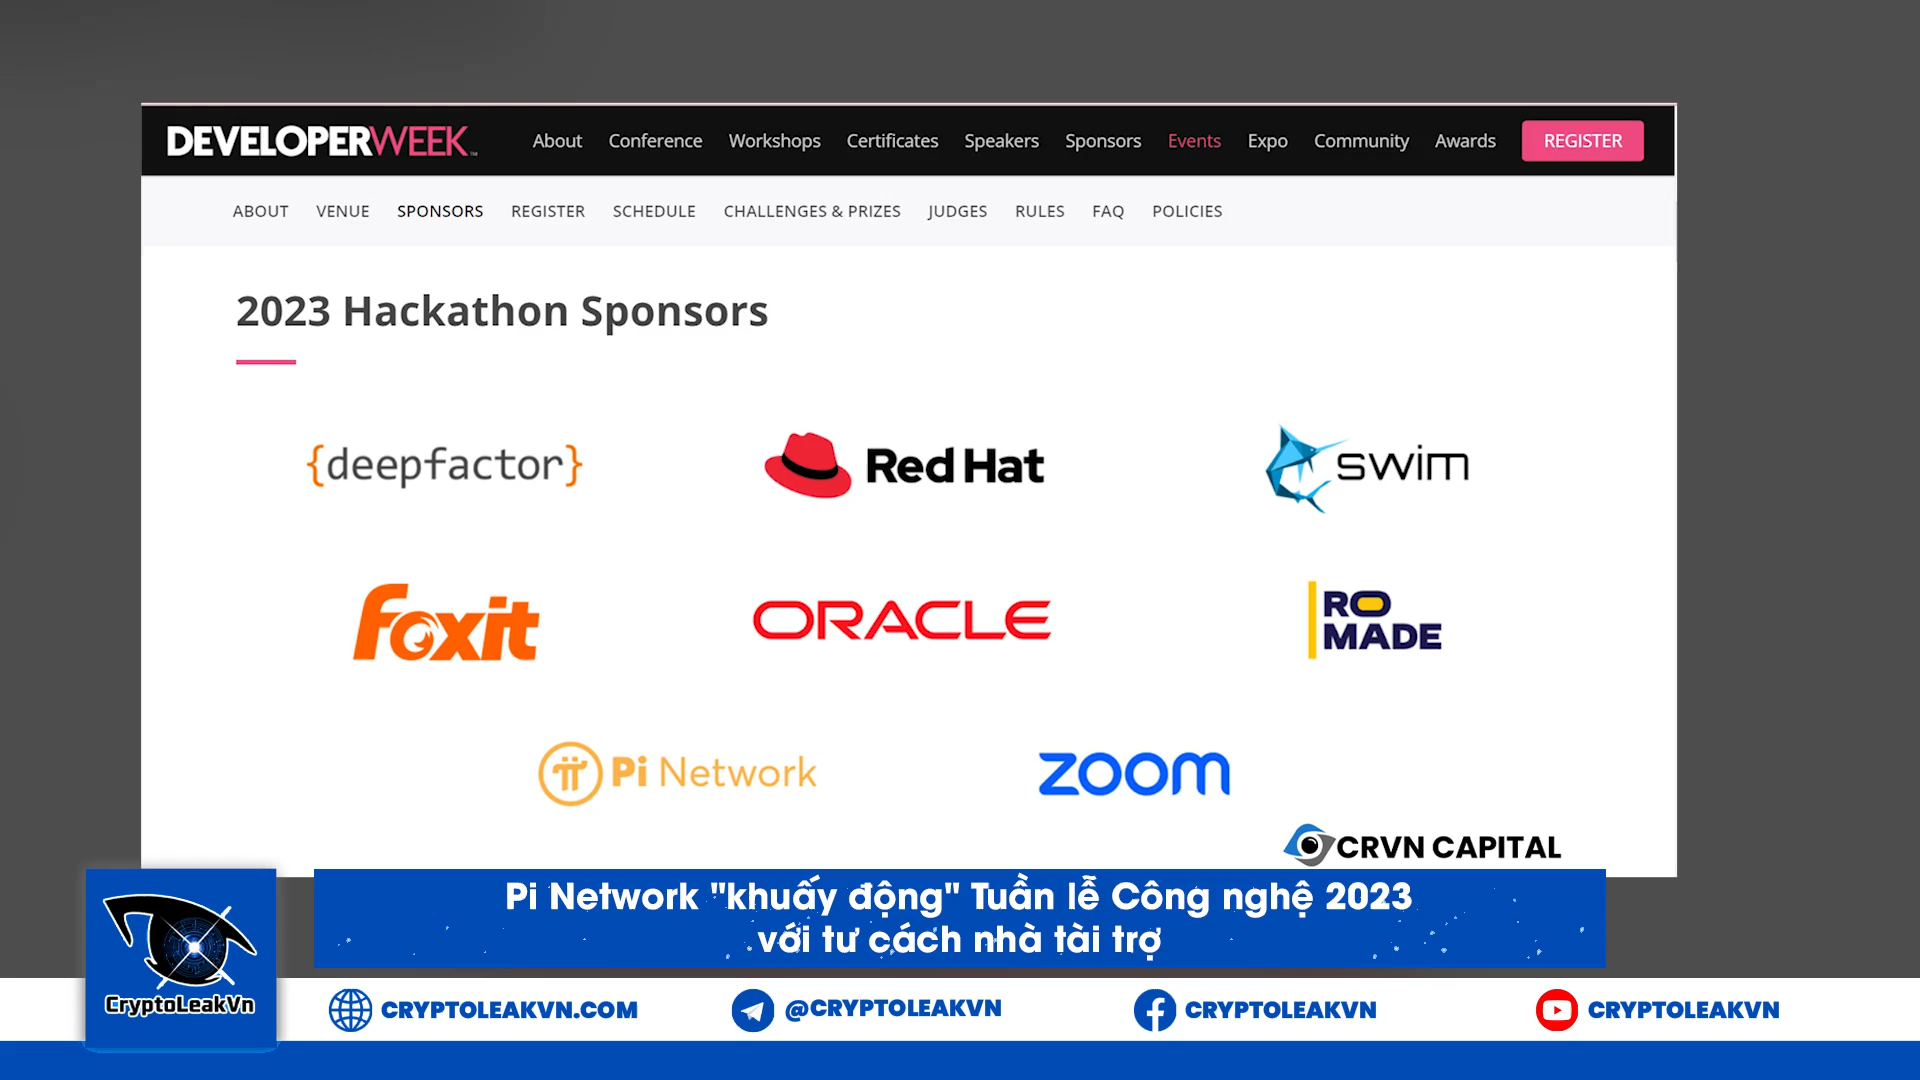 DEVELOPERWEEK™
About Conference Workshops Certificates Speakers Sponsors Events Expo Community Awards REGISTER
ABOUT VENUE SPONSORS REGISTER SCHEDULE CHALLENGES & PRIZES JUDGES RULES FAQ POLICIES
2023 Hackathon Sponsors
{deepfactor} Red Hat swim
foxit ORACLE RO
MADE
Pi Network zoom
CRVN CAPITAL
Pi Network "khuấy động" Tuần lễ Công nghệ 2023
với tư cách nhà tài trợ
CryptoLeakVn
CRYPTOLEAKVN.COM @CRYPTOLEAKVN CRYPTOLEAKVN CRYPTOLEAKVN